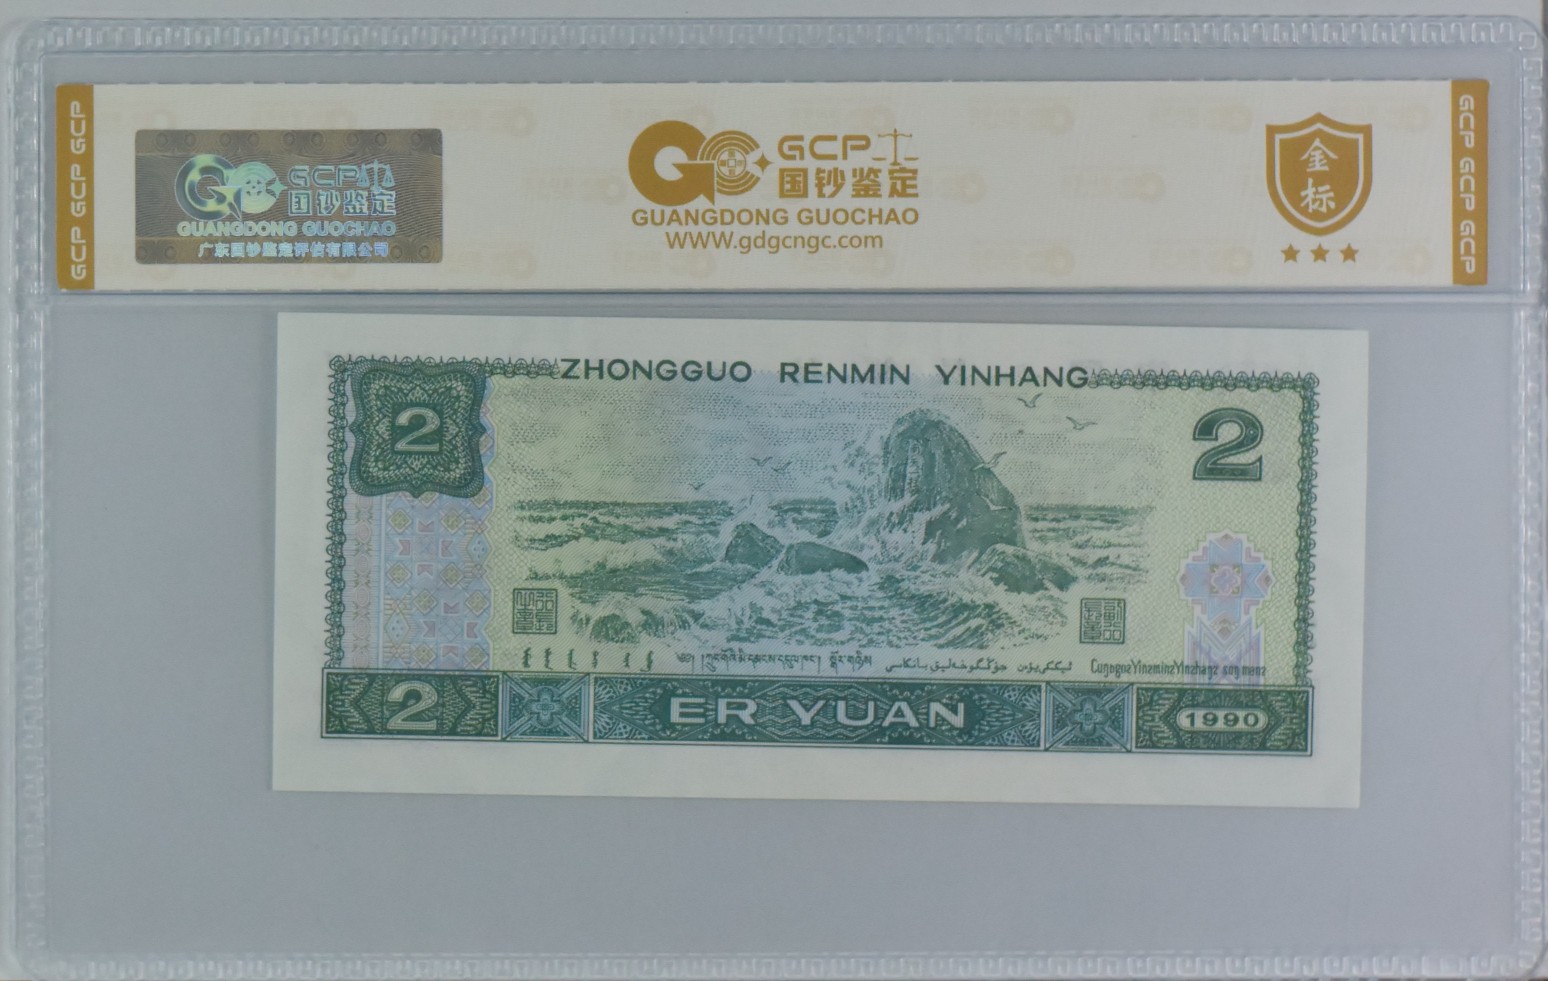 GCP GCP GCP
GCP
国钞鉴定
GUANGDONG GUOCHAO
广东国钞鉴定评估有限公司
GCP
国钞鉴定
GUANGDONG GUOCHAO
WWW.gdgcngc.com
金
标
GCP GCP GCP
ZHONGGUO RENMIN YINHANG
2
2
2
ER YUAN
1990